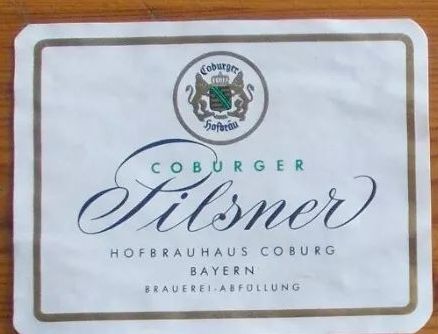 Coburger
Hofbräu
COBURGER
Pilsner
HOFBRAUHAUS COBURG
BAYERN
BRAUEREI-ABFÜLLUNG